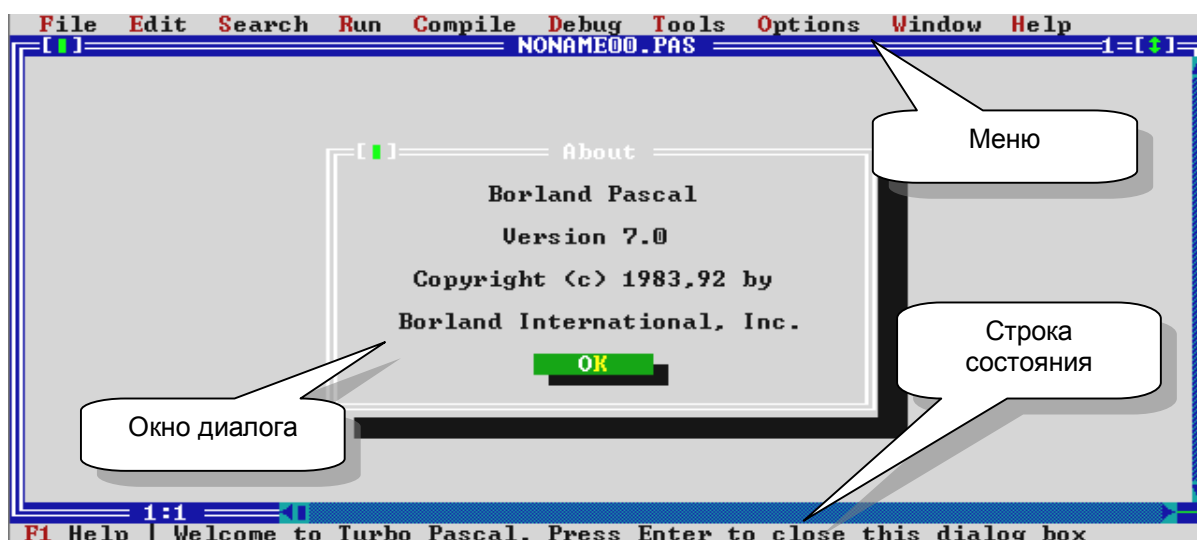 File Edit Search Run Compile Debug Tools Options Window Help
[ ] NONAME00.PAS 1=[↕]
Меню
[ ] About
Borland Pascal
Version 7.0
Copyright (c) 1983,92 by
Borland International, Inc.
Строка
состояния
OK
Окно диалога
1:1
F1 Help | Welcome to Turbo Pascal. Press Enter to close this dialog box